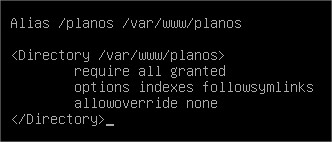 Alias /planos /var/www/planos

<Directory /var/www/planos>
        require all granted
        options indexes followsymlinks
        allowoverride none
</Directory>_